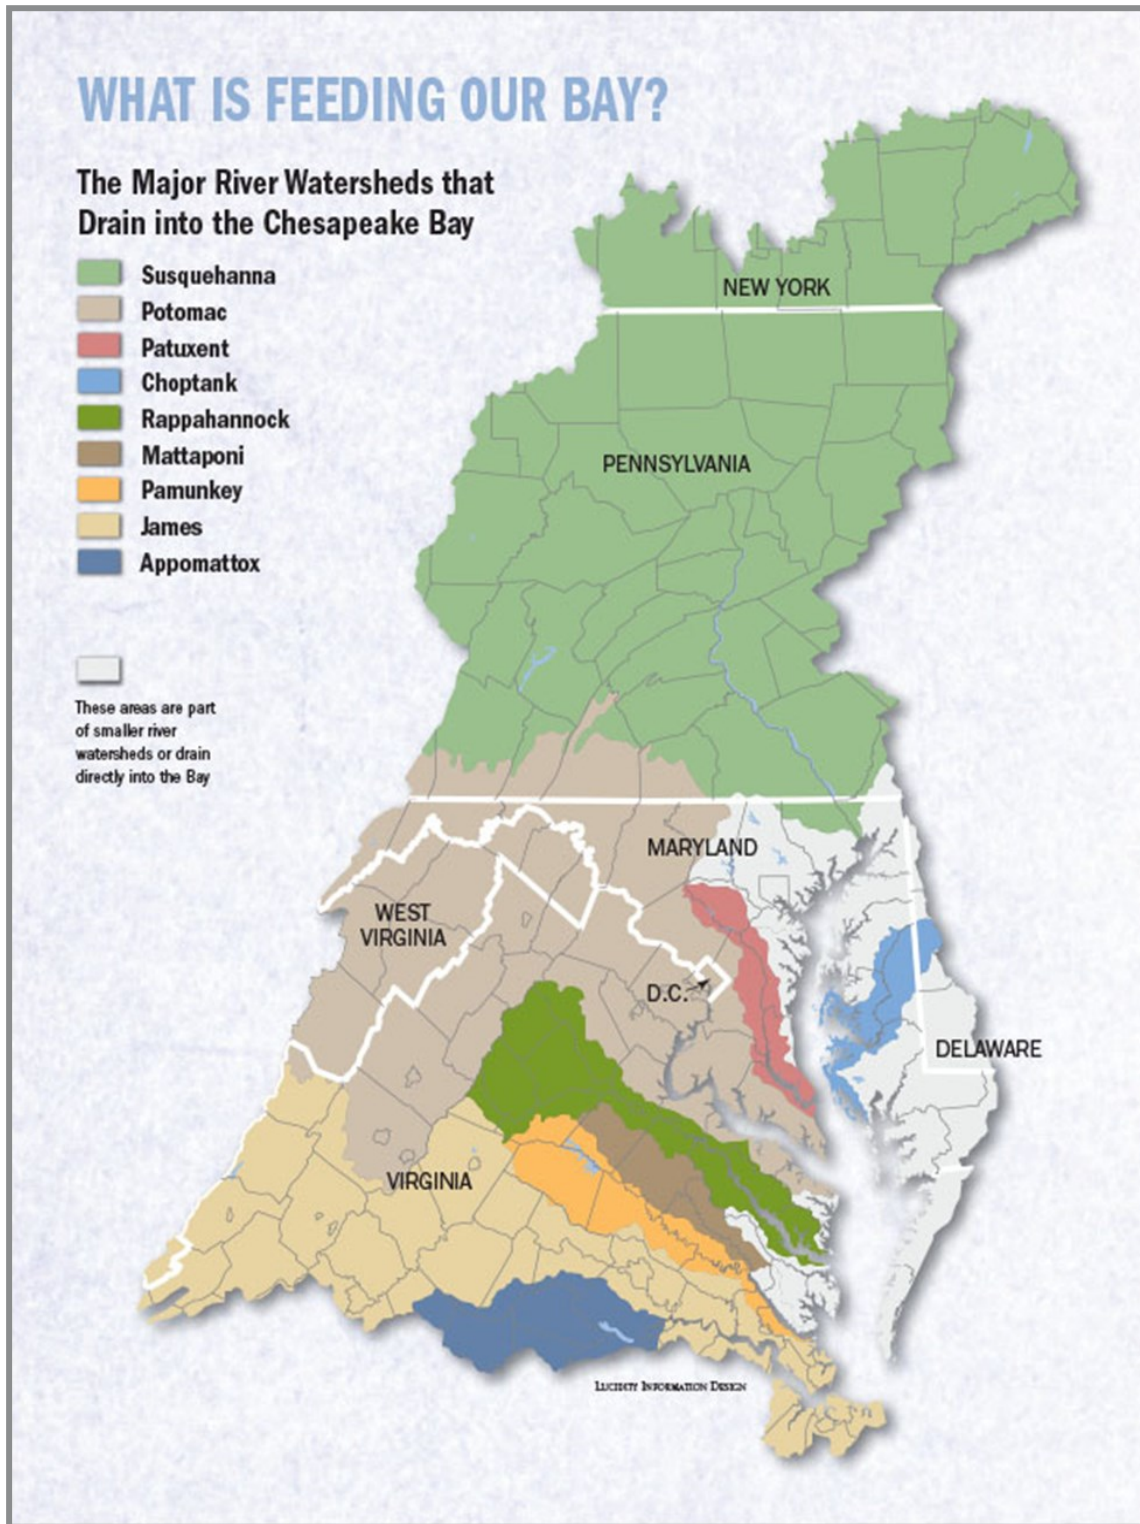 WHAT IS FEEDING OUR BAY?
The Major River Watersheds that
Drain into the Chesapeake Bay
Susquehanna
Potomac
Patuxent
Choptank
Rappahannock
Mattaponi
Pamunkey
James
Appomattox
These areas are part
of smaller river
watersheds or drain
directly into the Bay
NEW YORK
PENNSYLVANIA
MARYLAND
WEST
VIRGINIA
D.C.
DELAWARE
VIRGINIA
LUCIDITY INFORMATION DESIGN